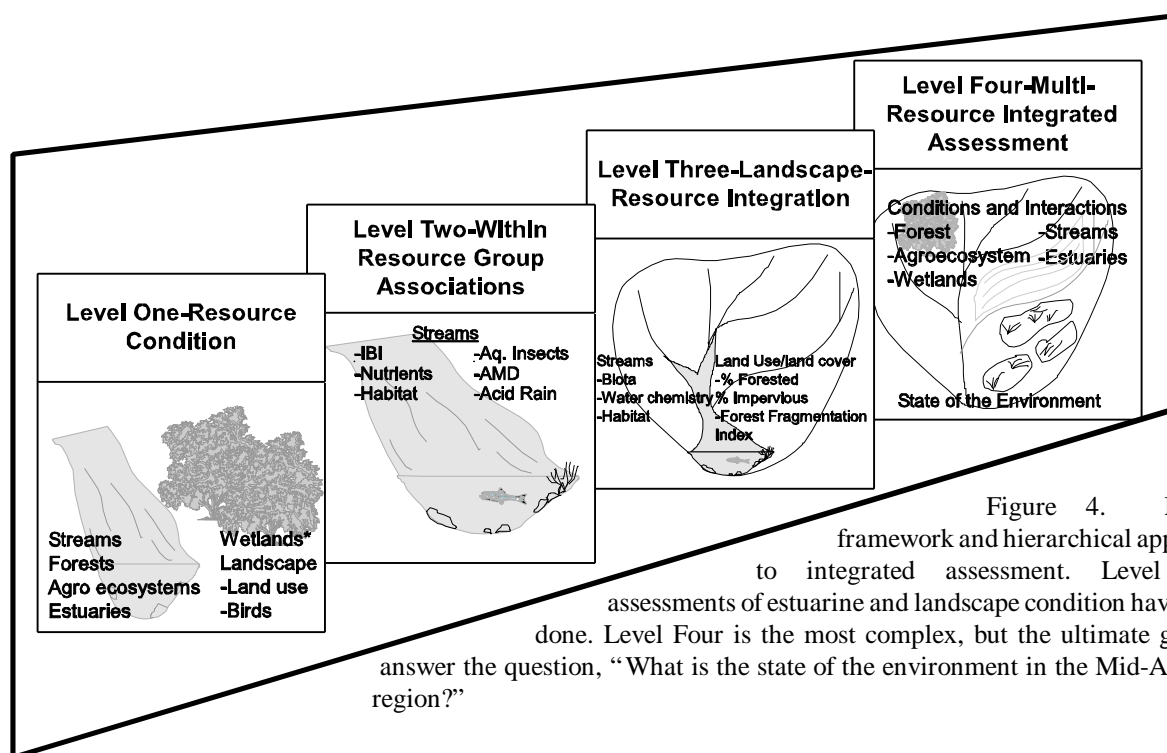 Level One-Resource
Condition
Streams
Forests
Agro ecosystems
Estuaries
Wetlands*
Landscape
-Land use
-Birds
Level Two-Within
Resource Group
Associations
Streams
-IBI
-Nutrients
-Habitat
-Aq. Insects
-AMD
-Acid Rain
Level Three-Landscape-
Resource Integration
Streams
-Biota
-Water chemistry
-Habitat
Land Use/land cover
-% Forested
% Impervious
-Forest Fragmentation
Index
Level Four-Multi-
Resource Integrated
Assessment
Conditions and Interactions
-Forest
-Agroecosystem
-Wetlands
-Streams
-Estuaries
State of the Environment
Figure 4.
framework and hierarchical
to integrated assessment. Level
assessments of estuarine and landscape condition
done. Level Four is the most complex, but the ultimate
answer the question, “What is the state of the environment in the
region?”